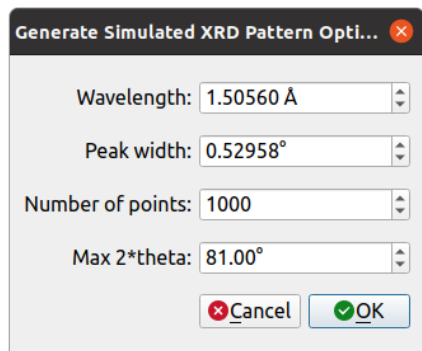 Generate Simulated XRD Pattern Opti...
Wavelength: 1.50560 Å
Peak width: 0.52958°
Number of points: 1000
Max 2*theta: 81.00°
Cancel OK